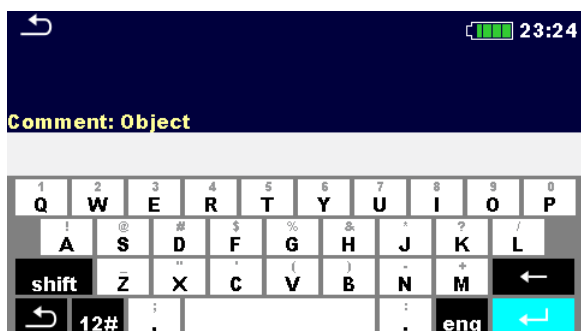 23:24
Comment: Object
1 2 3 4 5 6 7 8 9 0
Q W E R T Y U I O P
! @ # $ % & * ? /
A S D F G H J K L
_ " ' ( ) - +
shift Z X C V B N M
; :
12# . . eng